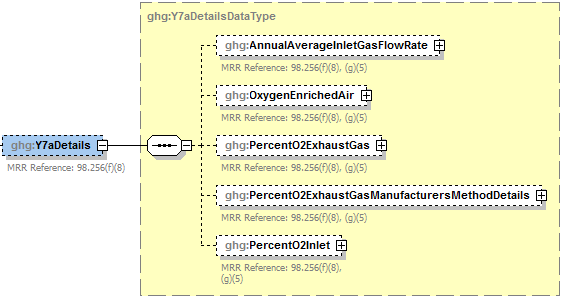 ghg:Y7aDetailsDataType
ghg:AnnualAverageInletGasFlowRate
MRR Reference: 98.256(f)(8), (g)(5)
ghg:OxygenEnrichedAir
MRR Reference: 98.256(f)(8), (g)(5)
ghg:Y7aDetails
MRR Reference: 98.256(f)(8)
ghg:PercentO2ExhaustGas
MRR Reference: 98.256(f)(8), (g)(5)
ghg:PercentO2ExhaustGasManufacturersMethodDetails
MRR Reference: 98.256(f)(8), (g)(5)
ghg:PercentO2Inlet
MRR Reference: 98.256(f)(8),
(g)(5)